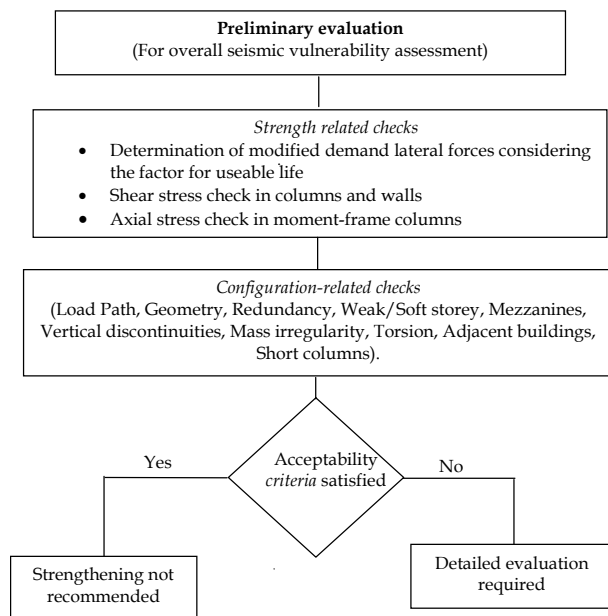 Preliminary evaluation
(For overall seismic vulnerability assessment)
Strength related checks
• Determination of modified demand lateral forces considering
the factor for useable life
• Shear stress check in columns and walls
• Axial stress check in moment-frame columns
Configuration-related checks
(Load Path, Geometry, Redundancy, Weak/Soft storey, Mezzanines,
Vertical discontinuities, Mass irregularity, Torsion, Adjacent buildings,
Short columns).
Yes
Acceptability
criteria satisfied
No
Strengthening not
recommended
Detailed evaluation
required